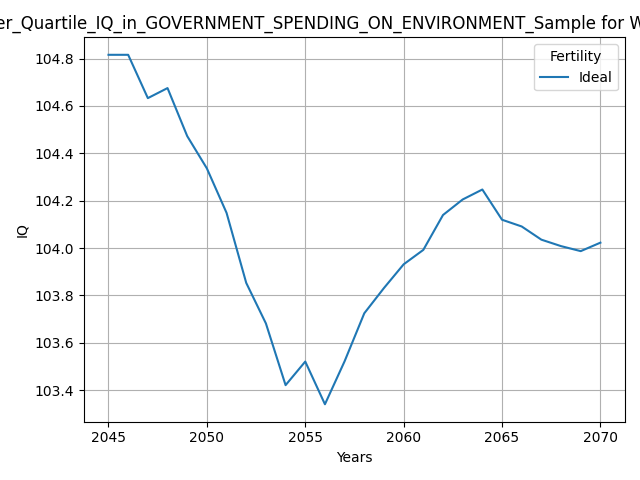 er_Quartile_IQ_in_GOVERNMENT_SPENDING_ON_ENVIRONMENT_Sample for W
Fertility
Ideal
104.8
104.6
104.4
104.2
104.0
103.8
103.6
103.4
IQ
2045 2050 2055 2060 2065 2070
Years